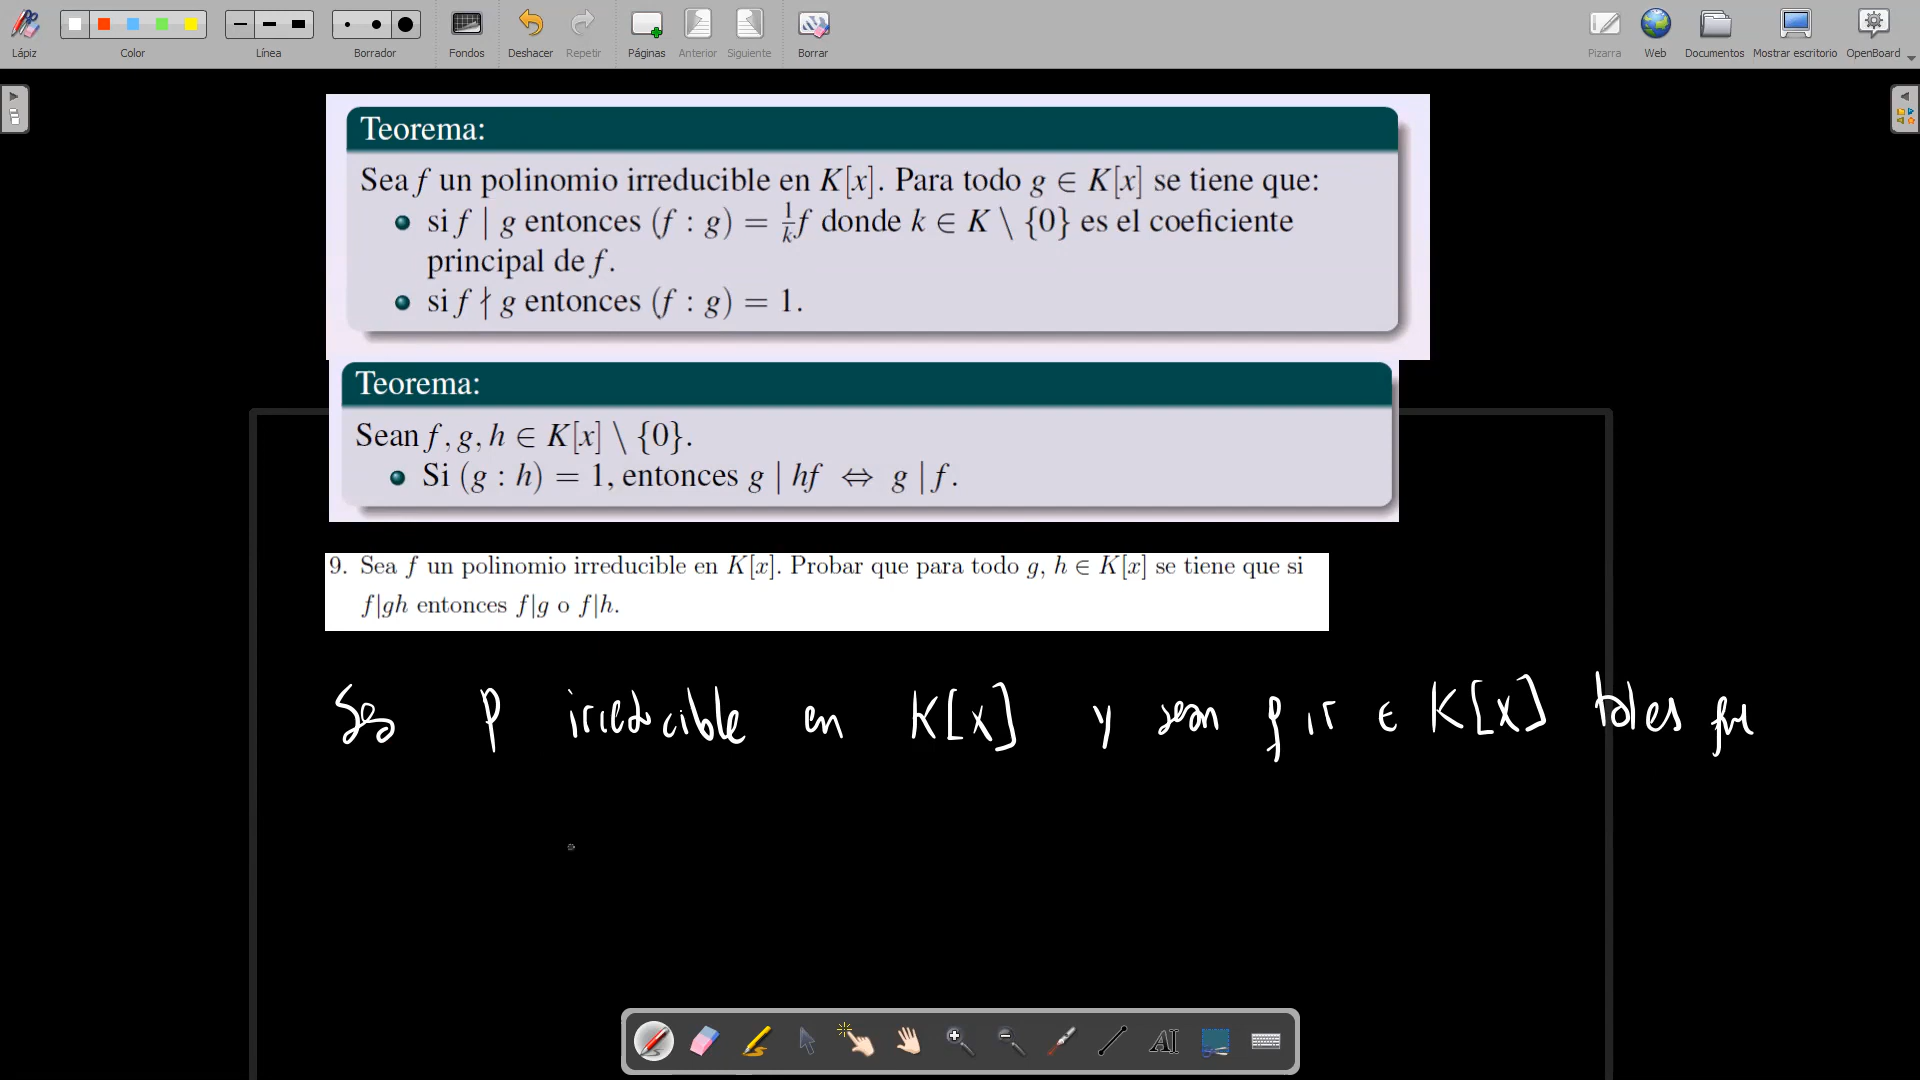 Lápiz Color Línea Borrador Fondos Deshacer Repetir Páginas Anterior Siguiente Borrar Pizarra Web Documentos Mostrar escritorio OpenBoard
Teorema:
Sea f un polinomio irreducible en K[x]. Para todo g ∈ K[x] se tiene que:
si f | g entonces (f : g) = 1/k f donde k ∈ K \ {0} es el coeficiente
principal de f.
si f ∤ g entonces (f : g) = 1.
Teorema:
Sean f, g, h ∈ K[x] \ {0}.
Si (g : h) = 1, entonces g | hf ⇔ g | f.
9. Sea f un polinomio irreducible en K[x]. Probar que para todo g, h ∈ K[x] se tiene que si
f|gh entonces f|g o f|h.
Sea p irreducible en K[x] y sean q, r ∈ K[x] tales que
AI